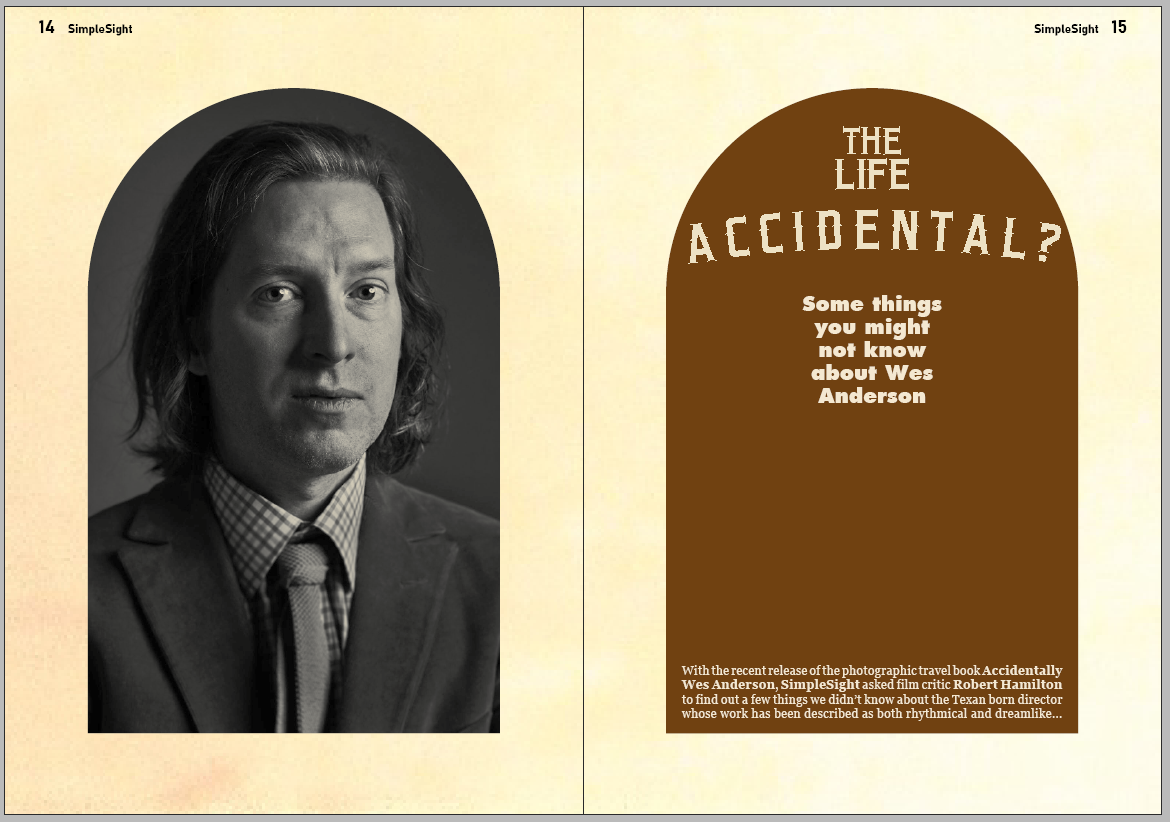 14 SimpleSight
SimpleSight 15
THE
LIFE
ACCIDENTAL?
Some things
you might
not know
about Wes
Anderson
With the recent release of the photographic travel book Accidentally
Wes Anderson, SimpleSight asked film critic Robert Hamilton
to find out a few things we didn't know about the Texan born director
whose work has been described as both rhythmical and dreamlike...